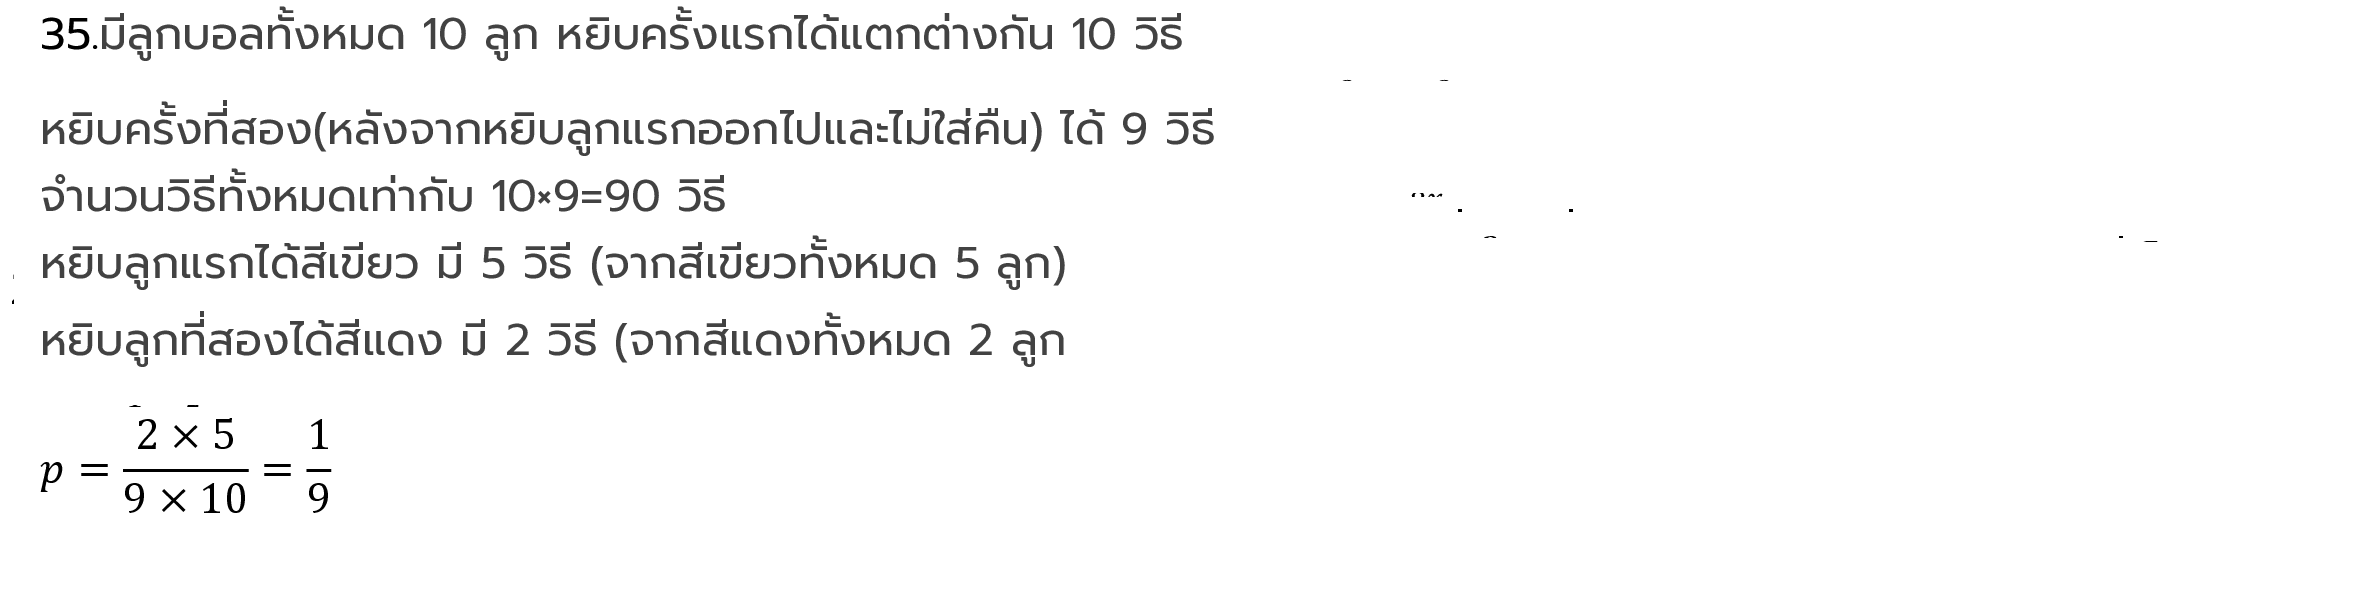 35.มีลูกบอลทั้งหมด 10 ลูก หยิบครั้งแรกได้แตกต่างกัน 10 วิธี
หยิบครั้งที่สอง(หลังจากหยิบลูกแรกออกไปและไม่ใส่คืน) ได้ 9 วิธี
จำนวนวิธีทั้งหมดเท่ากับ 10×9=90 วิธี
หยิบลูกแรกได้สีเขียว มี 5 วิธี (จากสีเขียวทั้งหมด 5 ลูก)
หยิบลูกที่สองได้สีแดง มี 2 วิธี (จากสีแดงทั้งหมด 2 ลูก
p = (2 × 5)/(9 × 10) = 1/9